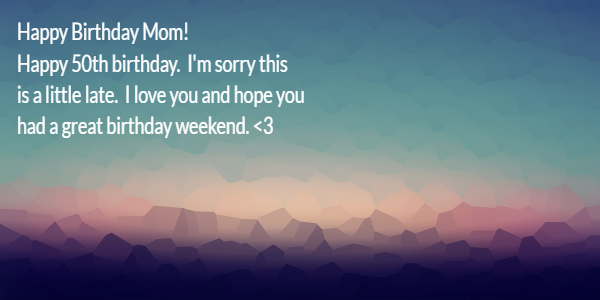 Happy Birthday Mom!
Happy 50th birthday.  I'm sorry this
is a little late.  I love you and hope you
had a great birthday weekend. <3